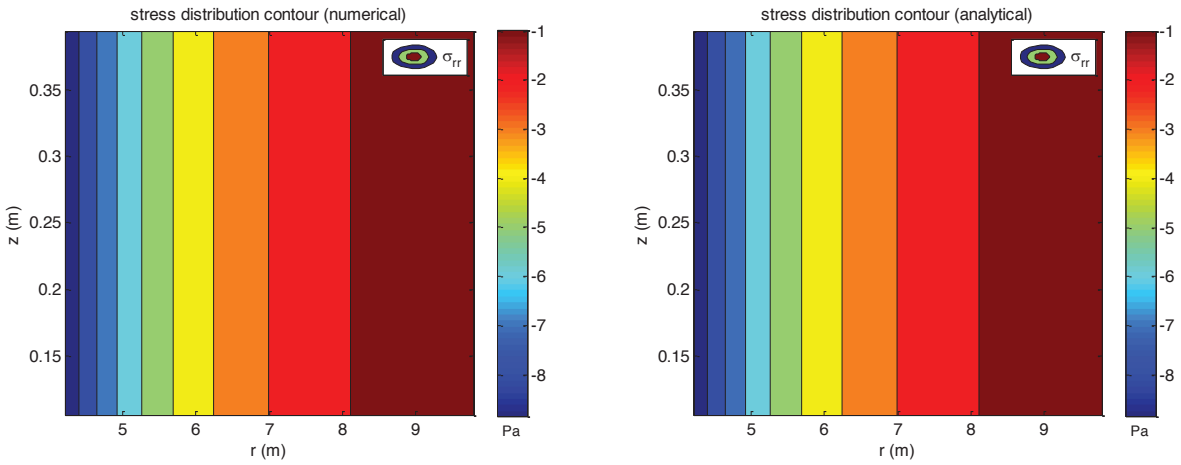 stress distribution contour (numerical)
σrr
0.35
0.3
0.25
0.2
0.15
z (m)
5 6 7 8 9
r (m)
-1
-2
-3
-4
-5
-6
-7
-8
Pa
stress distribution contour (analytical)
σrr
0.35
0.3
0.25
0.2
0.15
z (m)
5 6 7 8 9
r (m)
-1
-2
-3
-4
-5
-6
-7
-8
Pa